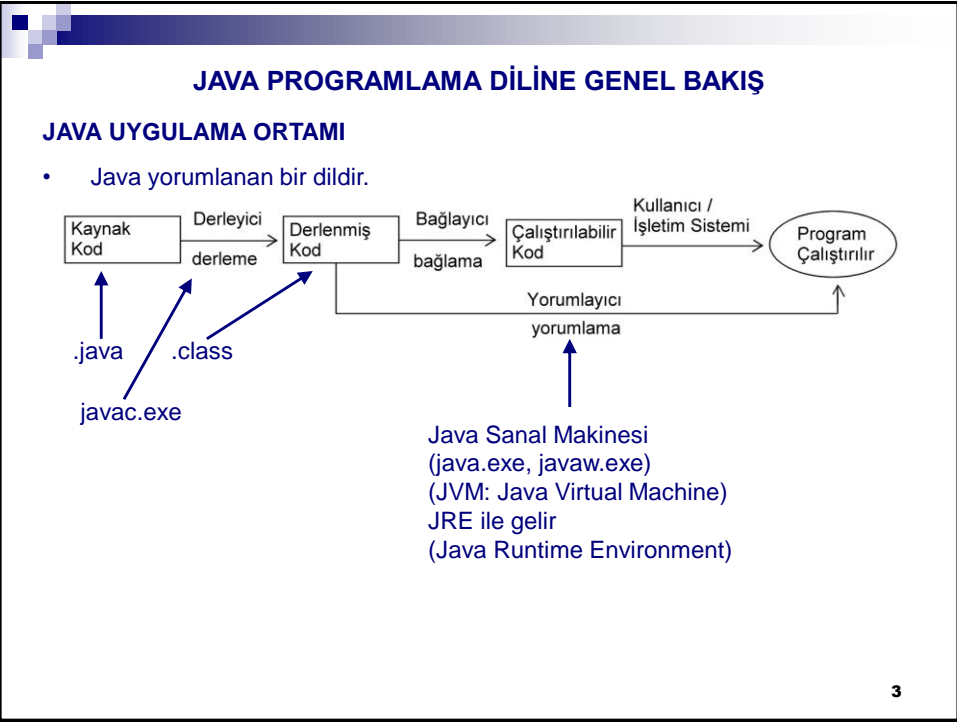 JAVA PROGRAMLAMA DİLİNE GENEL BAKIŞ
JAVA UYGULAMA ORTAMI
• Java yorumlanan bir dildir.
Kaynak
Kod
Derleyici
derleme
Derlenmiş
Kod
Bağlayıcı
bağlama
Çalıştırılabilir
Kod
Kullanıcı /
İşletim Sistemi
Program
Çalıştırılır
Yorumlayıcı
yorumlama
.java
.class
javac.exe
Java Sanal Makinesi
(java.exe, javaw.exe)
(JVM: Java Virtual Machine)
JRE ile gelir
(Java Runtime Environment)
3